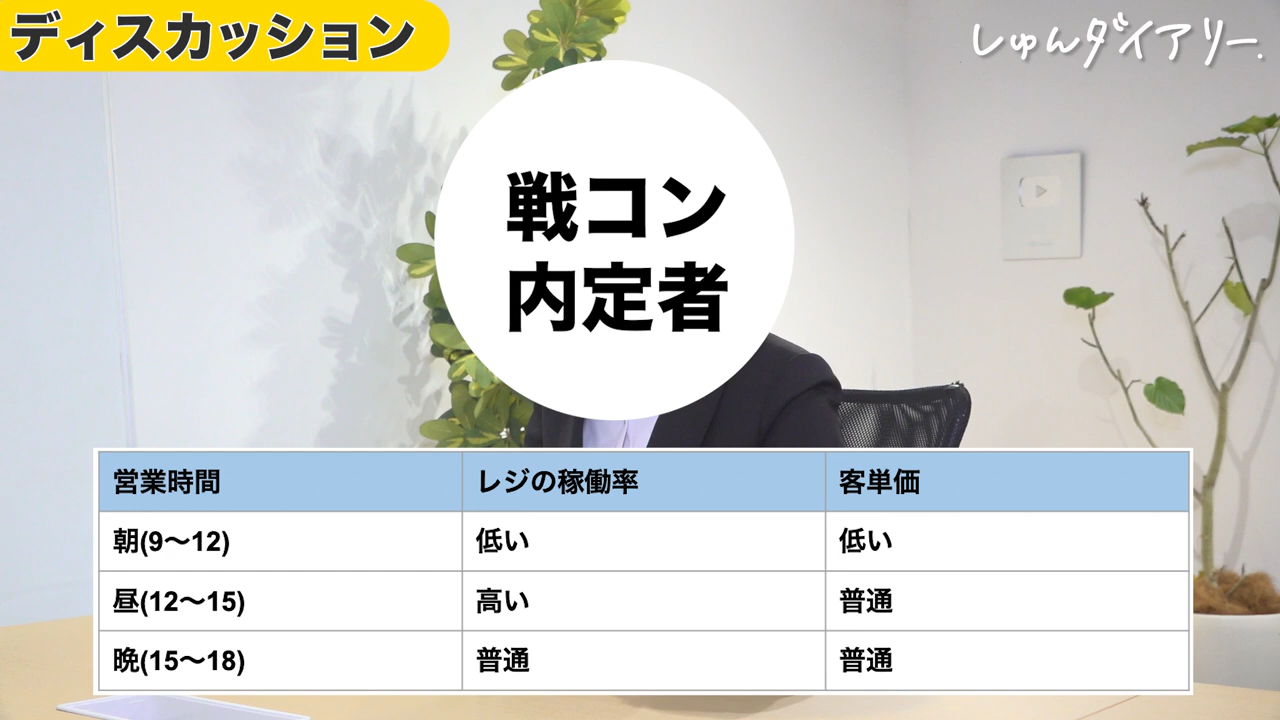 ディスカッション
しゅんダイアリー.
戦コン
内定者
営業時間 レジの稼働率 客単価
朝(9〜12) 低い 低い
昼(12〜15) 高い 普通
晩(15〜18) 普通 普通